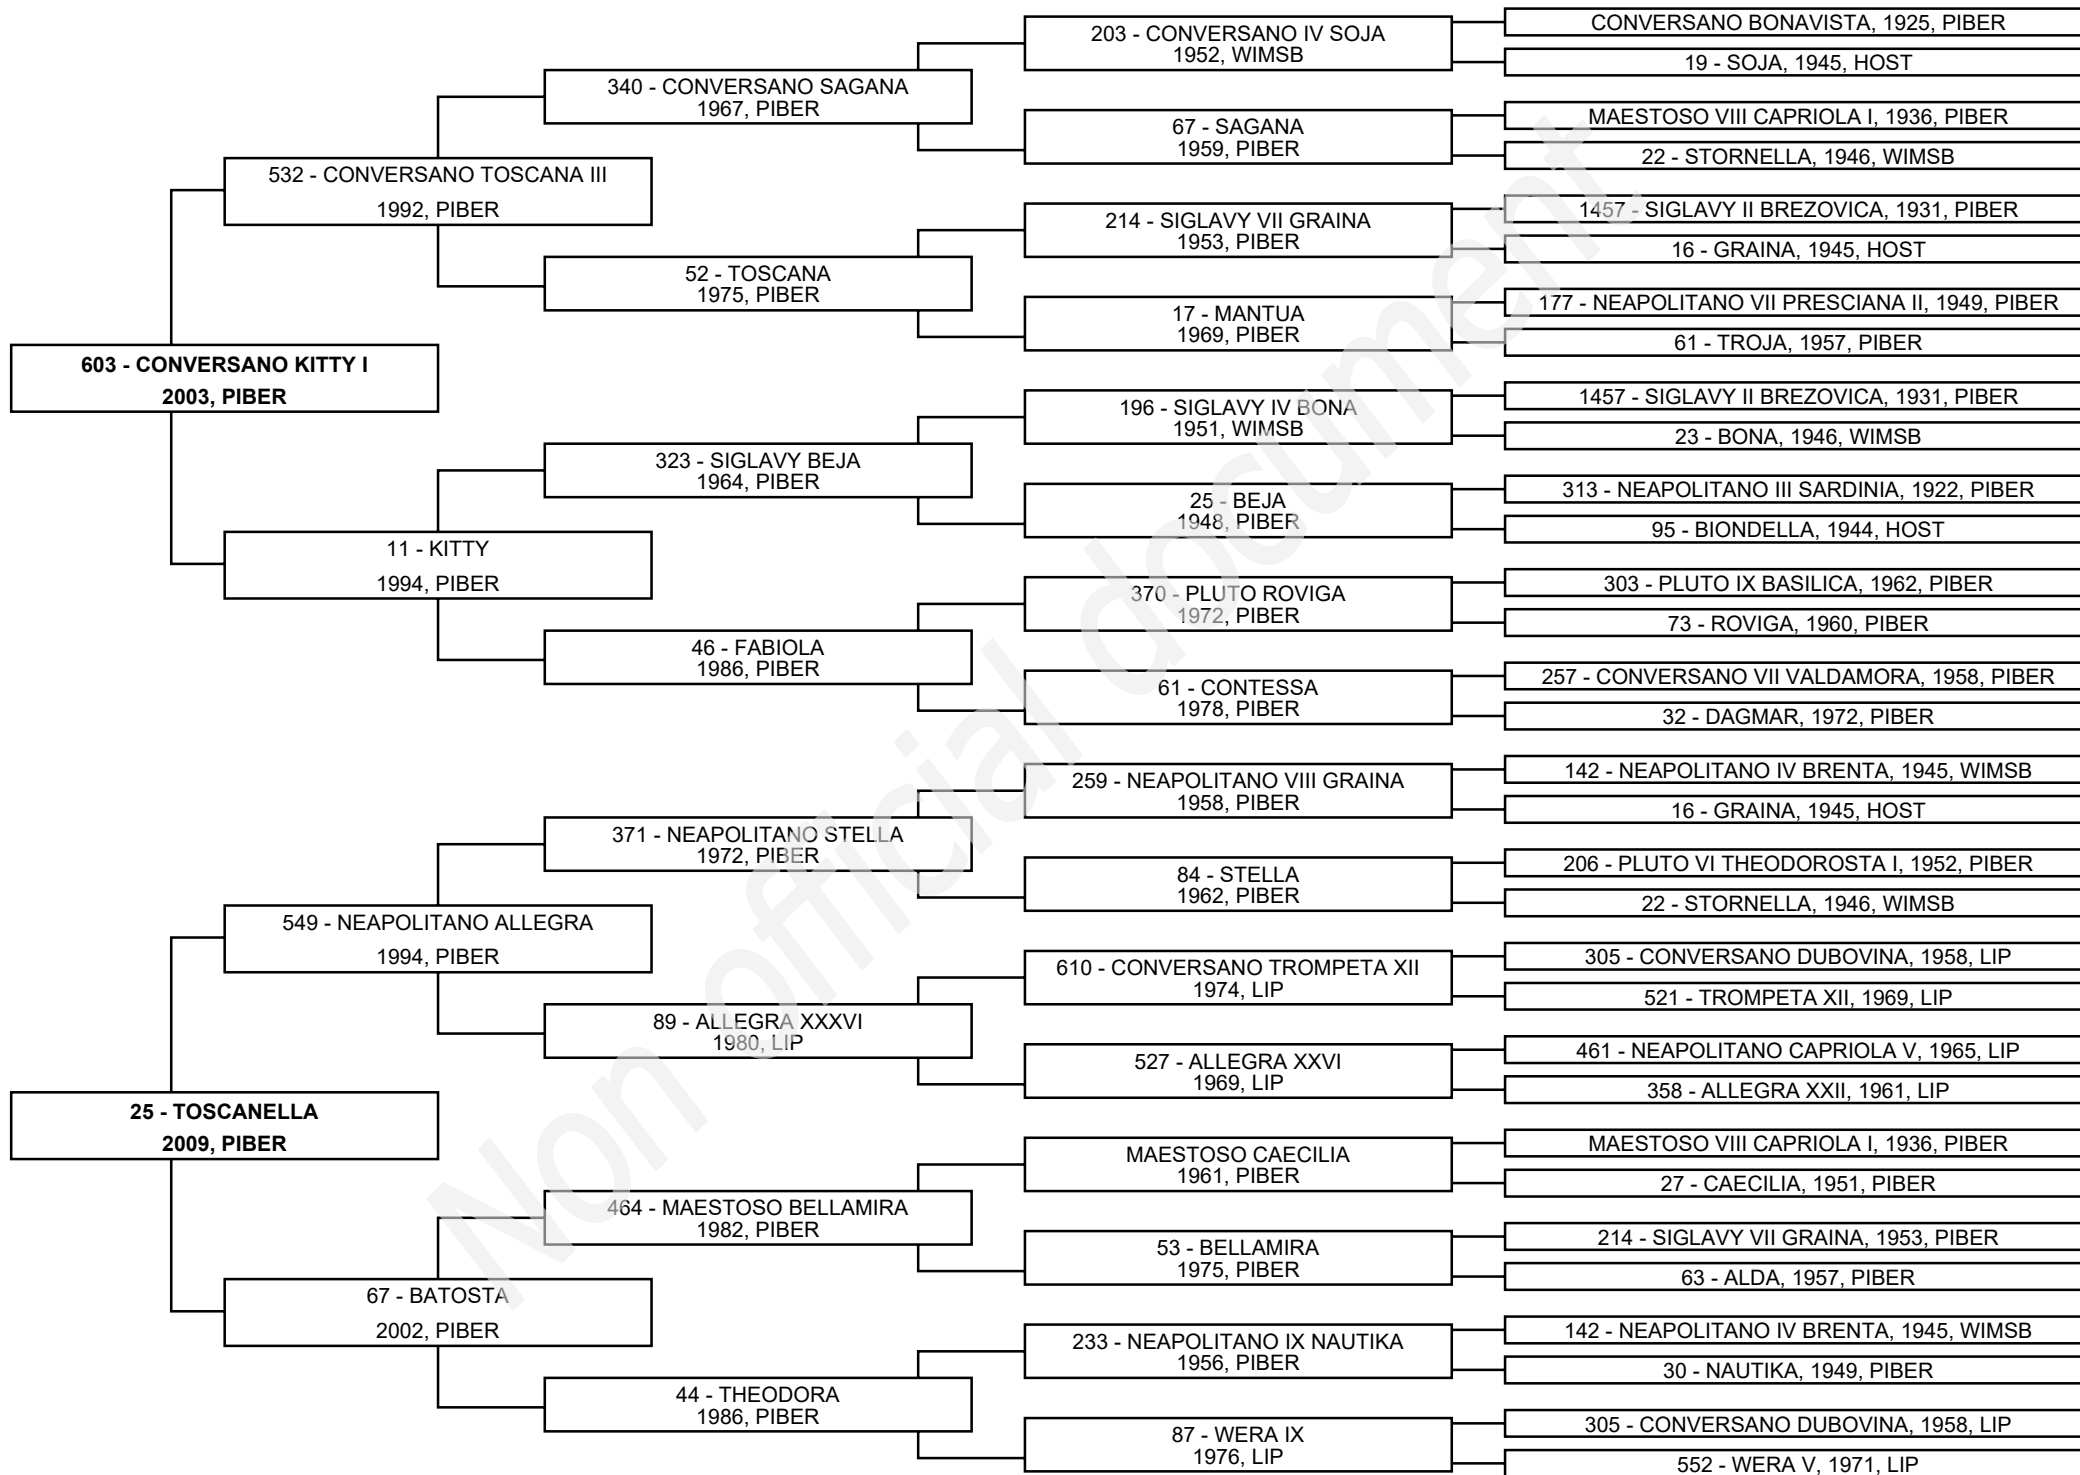 603 - CONVERSANO KITTY I
2003, PIBER
532 - CONVERSANO TOSCANA III
1992, PIBER
340 - CONVERSANO SAGANA
1967, PIBER
203 - CONVERSANO IV SOJA
1952, WIMSB
CONVERSANO BONAVISTA, 1925, PIBER
19 - SOJA, 1945, HOST
67 - SAGANA
1959, PIBER
MAESTOSO VIII CAPRIOLA I, 1936, PIBER
22 - STORNELLA, 1946, WIMSB
52 - TOSCANA
1975, PIBER
214 - SIGLAVY VII GRAINA
1953, PIBER
1457 - SIGLAVY II BREZOVICA, 1931, PIBER
16 - GRAINA, 1945, HOST
17 - MANTUA
1969, PIBER
177 - NEAPOLITANO VII PRESCIANA II, 1949, PIBER
61 - TROJA, 1957, PIBER
11 - KITTY
1994, PIBER
323 - SIGLAVY BEJA
1964, PIBER
196 - SIGLAVY IV BONA
1951, WIMSB
1457 - SIGLAVY II BREZOVICA, 1931, PIBER
23 - BONA, 1946, WIMSB
25 - BEJA
1948, PIBER
313 - NEAPOLITANO III SARDINIA, 1922, PIBER
95 - BIONDELLA, 1944, HOST
46 - FABIOLA
1986, PIBER
370 - PLUTO ROVIGA
1972, PIBER
303 - PLUTO IX BASILICA, 1962, PIBER
73 - ROVIGA, 1960, PIBER
61 - CONTESSA
1978, PIBER
257 - CONVERSANO VII VALDAMORA, 1958, PIBER
32 - DAGMAR, 1972, PIBER
25 - TOSCANELLA
2009, PIBER
549 - NEAPOLITANO ALLEGRA
1994, PIBER
371 - NEAPOLITANO STELLA
1972, PIBER
259 - NEAPOLITANO VIII GRAINA
1958, PIBER
142 - NEAPOLITANO IV BRENTA, 1945, WIMSB
16 - GRAINA, 1945, HOST
84 - STELLA
1962, PIBER
206 - PLUTO VI THEODOROSTA I, 1952, PIBER
22 - STORNELLA, 1946, WIMSB
89 - ALLEGRA XXXVI
1980, LIP
610 - CONVERSANO TROMPETA XII
1974, LIP
305 - CONVERSANO DUBOVINA, 1958, LIP
521 - TROMPETA XII, 1969, LIP
527 - ALLEGRA XXVI
1969, LIP
461 - NEAPOLITANO CAPRIOLA V, 1965, LIP
358 - ALLEGRA XXII, 1961, LIP
67 - BATOSTA
2002, PIBER
464 - MAESTOSO BELLAMIRA
1982, PIBER
MAESTOSO CAECILIA
1961, PIBER
MAESTOSO VIII CAPRIOLA I, 1936, PIBER
27 - CAECILIA, 1951, PIBER
53 - BELLAMIRA
1975, PIBER
214 - SIGLAVY VII GRAINA, 1953, PIBER
63 - ALDA, 1957, PIBER
44 - THEODORA
1986, PIBER
233 - NEAPOLITANO IX NAUTIKA
1956, PIBER
142 - NEAPOLITANO IV BRENTA, 1945, WIMSB
30 - NAUTIKA, 1949, PIBER
87 - WERA IX
1976, LIP
305 - CONVERSANO DUBOVINA, 1958, LIP
552 - WERA V, 1971, LIP
Non official document